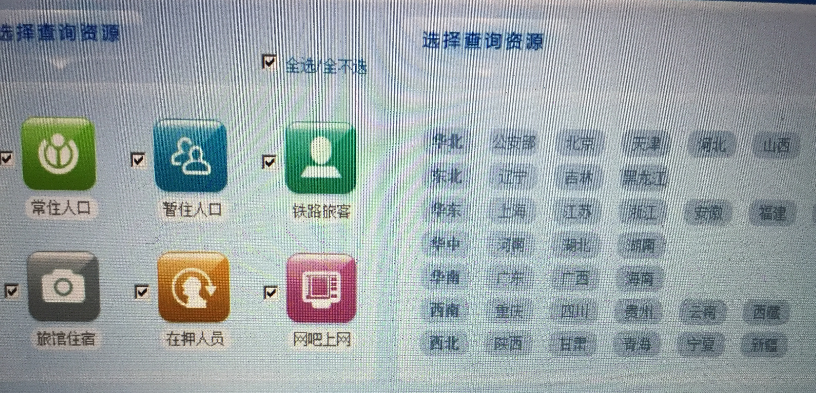 选择查询资源
全选/全不选
常住人口 暂住人口 铁路旅客
旅馆住宿 在押人员 网吧上网
选择查询资源
华北 公安部 北京 天津 河北 山西
东北 辽宁 吉林 黑龙江
华东 上海 江苏 浙江 安徽 福建
华中 河南 湖北 湖南
华南 广东 广西 海南
西南 重庆 四川 贵州 云南 西藏
西北 陕西 甘肃 青海 宁夏 新疆